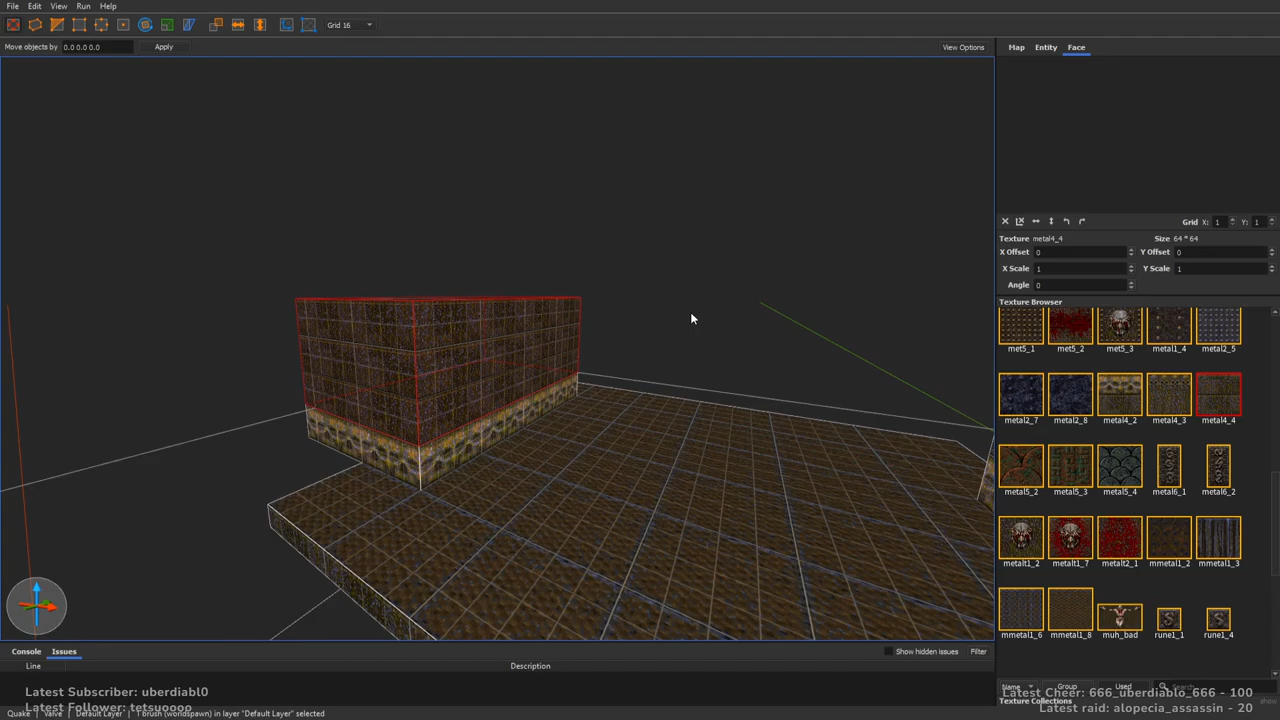 File Edit View Run Help
Grid 16
Move objects by 0.0 0.0 0.0 Apply View Options
Map Entity Face
Grid X: 1 Y: 1
Texture metal4_4 Size 64 * 64
X Offset 0 Y Offset 0
X Scale 1 Y Scale 1
Angle 0
Texture Browser
met5_1 met5_2 met5_3 metal1_4 metal2_5
metal2_7 metal2_8 metal4_2 metal4_3 metal4_4
metal5_2 metal5_3 metal5_4 metal6_1 metal6_2
metalt1_2 metalt1_7 metalt2_1 mmetal1_2 mmetal1_3
mmetal1_6 mmetal1_8 muh_bad rune1_1 rune1_4
Console Issues Show hidden issues Filter
Line Description
Name Group Used Search
Latest Subscriber: uberdiabl0 Latest Cheer: 666_uberdiablo_666 - 100
Texture Collections show
Latest Follower: tetsuoooo Latest raid: alopecia_assassin - 20
Quake Valve Default Layer 1 brush (worldspawn) in layer "Default Layer" selected